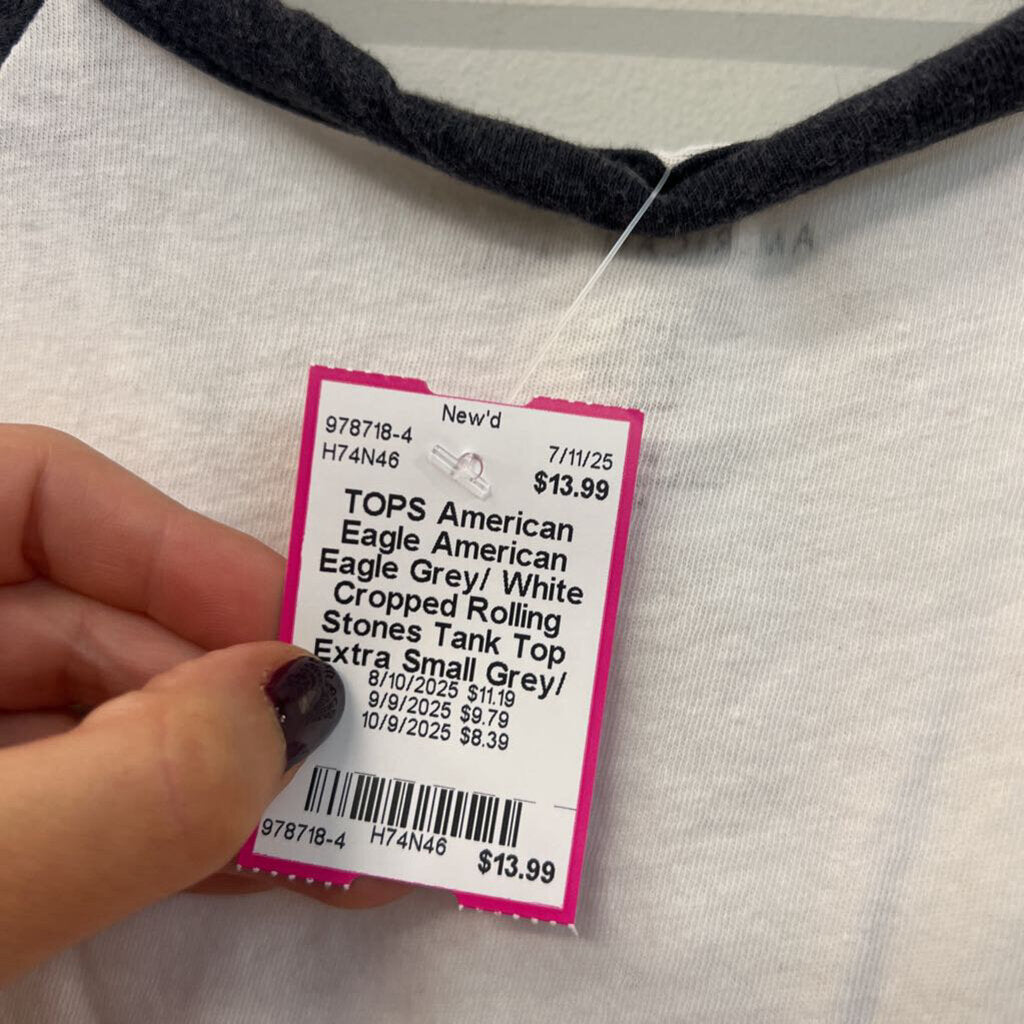 New'd
978718-4 7/11/25
H74N46 $13.99
TOPS American
Eagle American
Eagle Grey/ White
Cropped Rolling
Stones Tank Top
Extra Small Grey/
8/10/2025 $11.19
9/9/2025 $9.79
10/9/2025 $8.39
978718-4 H74N46 $13.99